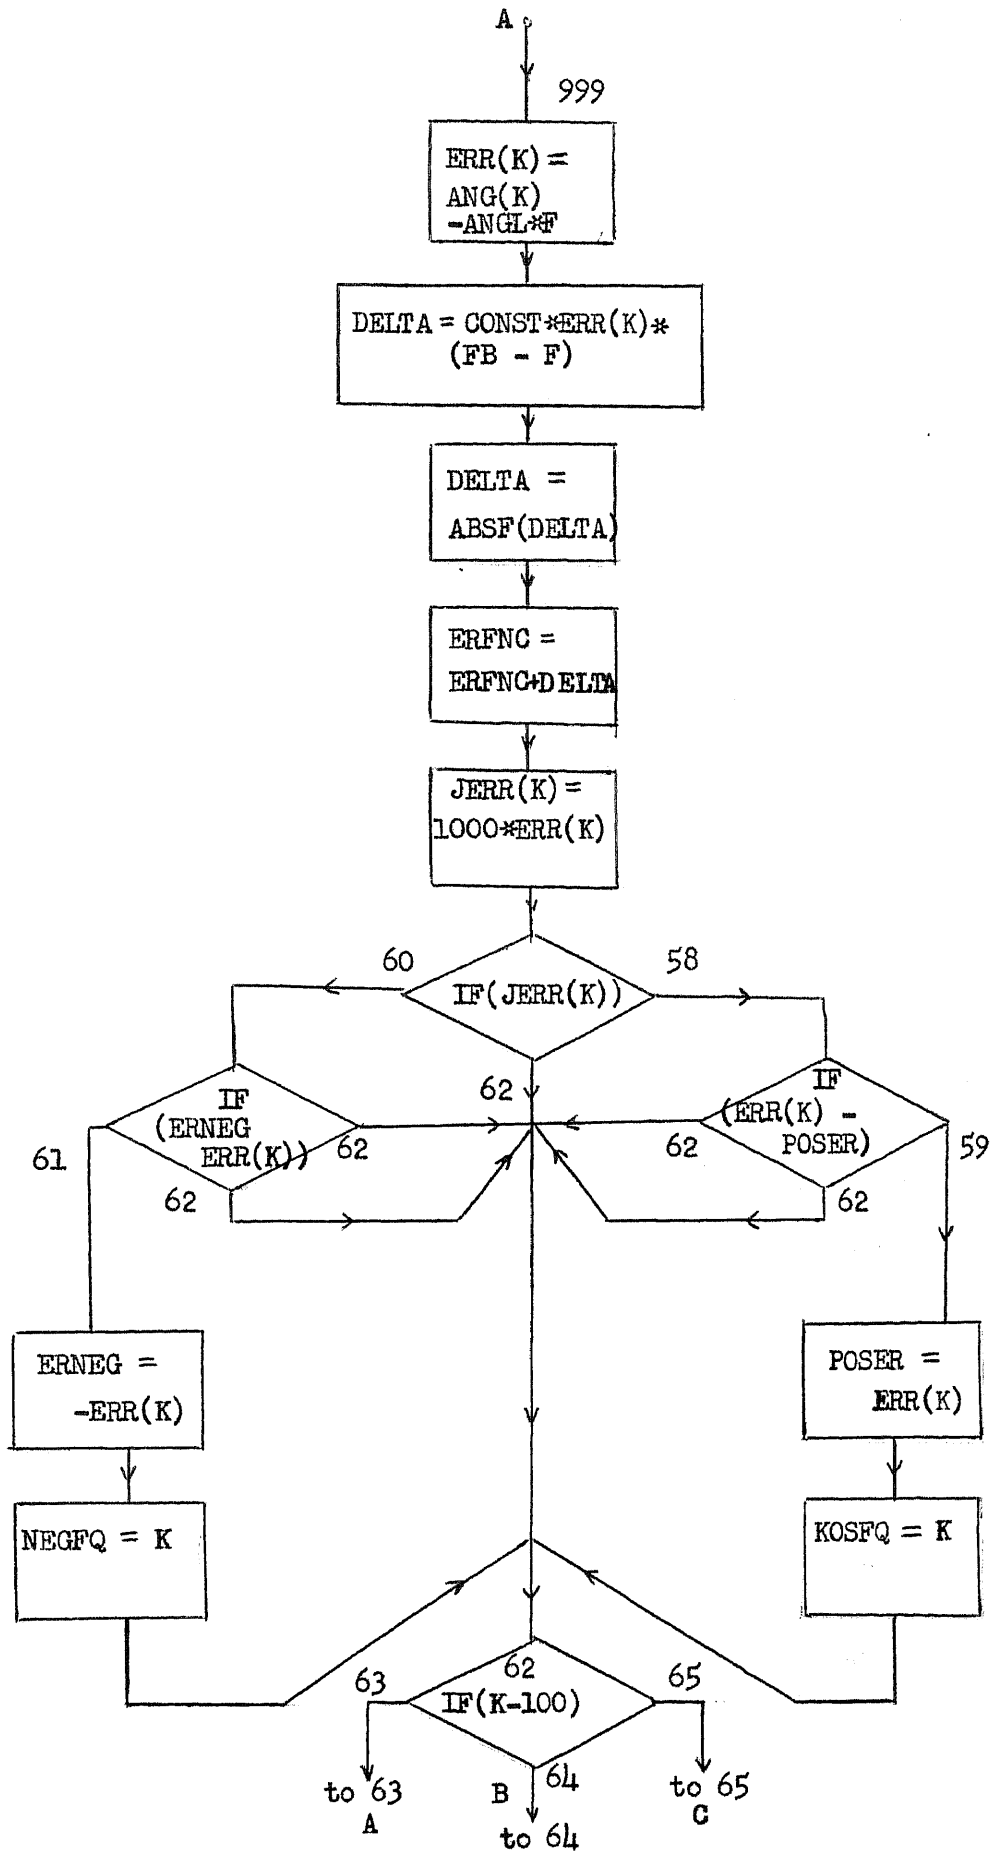 A
999
ERR(K) =
ANG(K)
-ANGL*F
DELTA = CONST*ERR(K)*
(FB - F)
DELTA =
ABSF(DELTA)
ERFNC =
ERFNC+DELTA
JERR(K) =
1000*ERR(K)
60
58
IF(JERR(K))
62
IF
(ERNEG
ERR(K))
IF
(ERR(K) -
POSER)
61
62
62
59
62
62
ERNEG =
-ERR(K)
POSER =
ERR(K)
NEGFQ = K
KOSFQ = K
62
63
65
IF(K-100)
64
to 63
A
B
to 64
to 65
C